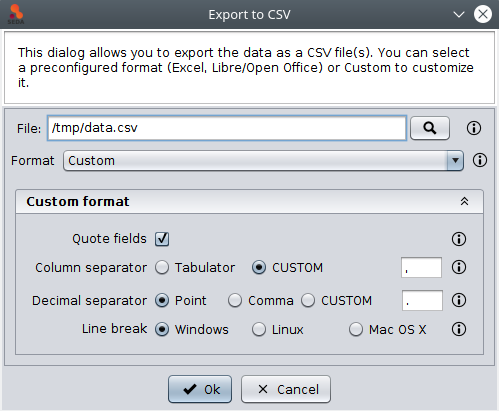 Export to CSV
This dialog allows you to export the data as a CSV file(s). You can select
a preconfigured format (Excel, Libre/Open Office) or Custom to customize
it.
File: /tmp/data.csv
Format Custom
Custom format
Quote fields
Column separator Tabulator CUSTOM ,
Decimal separator Point Comma CUSTOM .
Line break Windows Linux Mac OS X
Ok Cancel